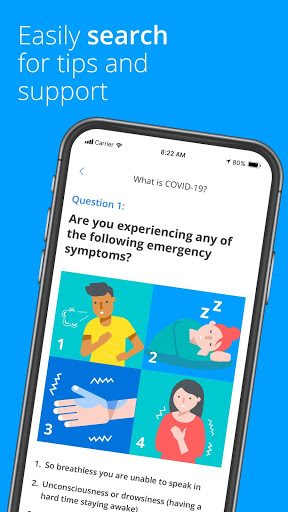 Easily search
for tips and
support
Carrier
8:22 AM
80%
What is COVID-19?
Question 1:
Are you experiencing any of
the following emergency
symptoms?
Z Z Z
1
2
3
4
1. So breathless you are unable to speak in
2. Unconsciousness or drowsiness (having a
hard time staying awake)